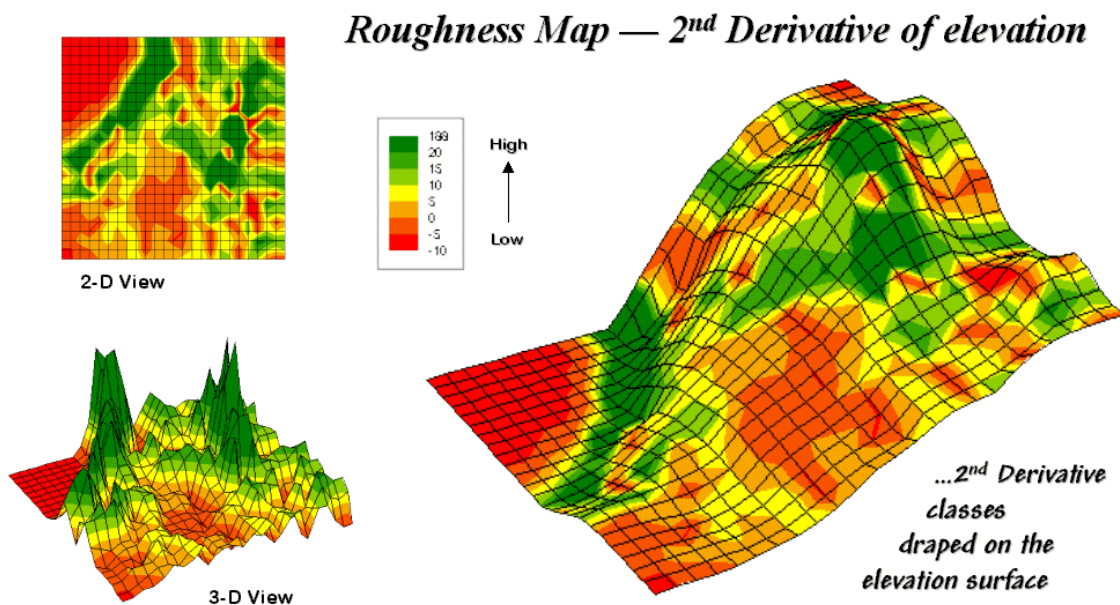 Roughness Map — 2nd Derivative of elevation
2-D View
188
20
15
10
5
0
-5
-10
High
Low
3-D View
...2nd Derivative
classes
draped on the
elevation surface